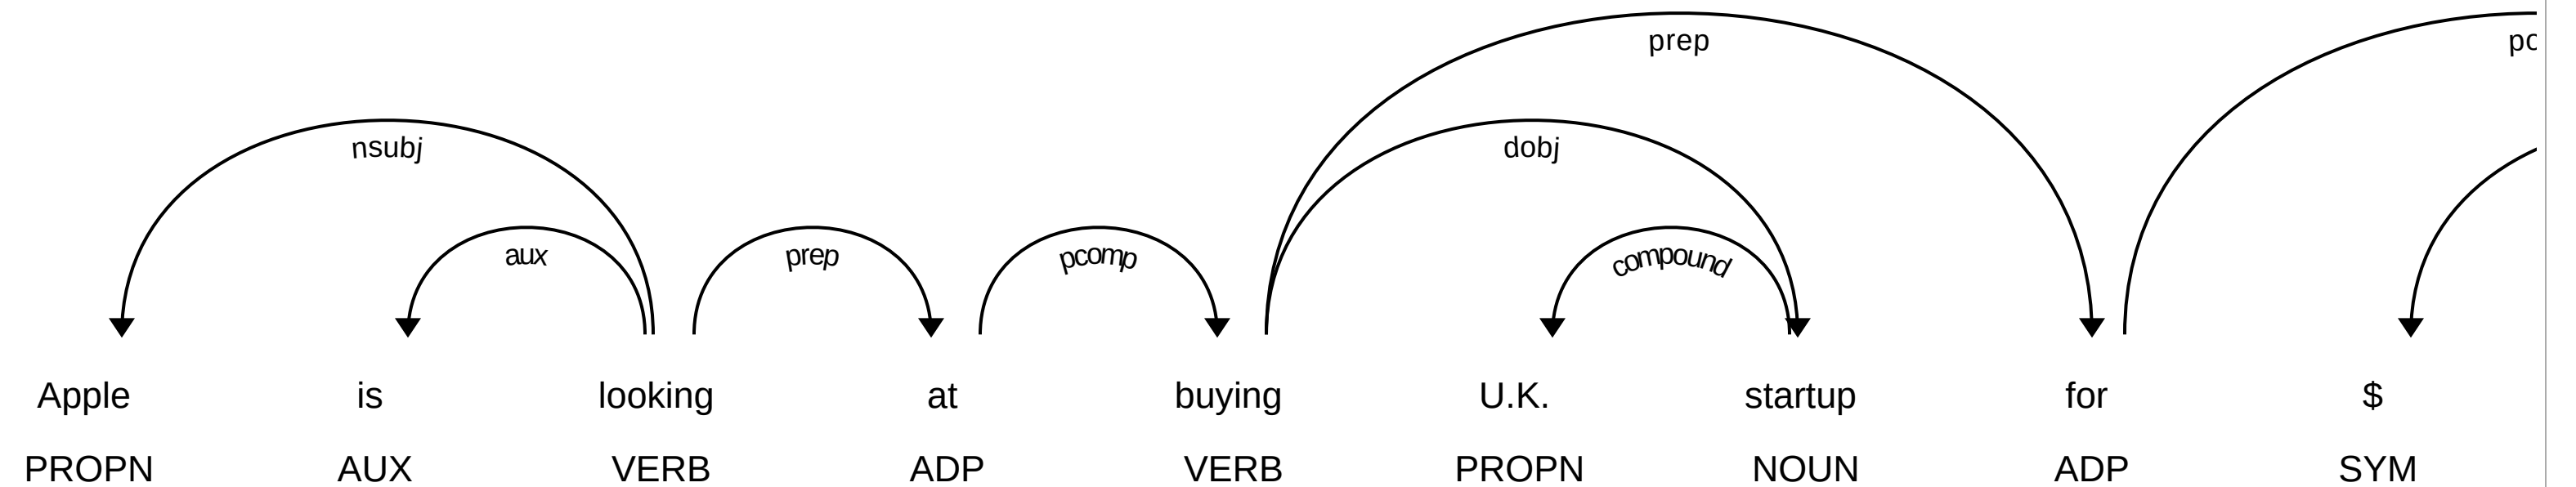 prep
nsubj dobj
aux prep pcomp compound
Apple is looking at buying U.K. startup for $
PROPN AUX VERB ADP VERB PROPN NOUN ADP SYM